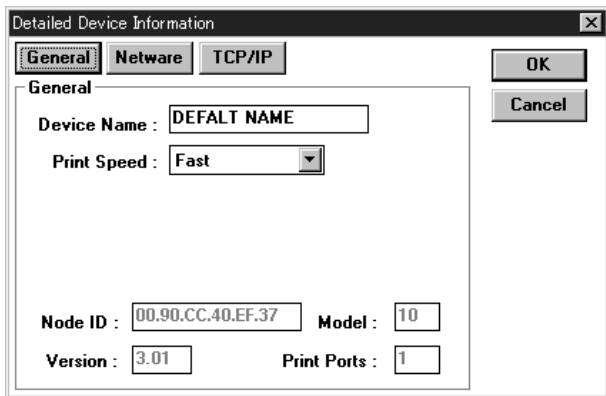 Detailed Device Information
General Netware TCP/IP
OK
Cancel
General
Device Name : DEFALT NAME
Print Speed : Fast
Node ID : 00.90.CC.40.EF.37 Model : 10
Version : 3.01 Print Ports : 1